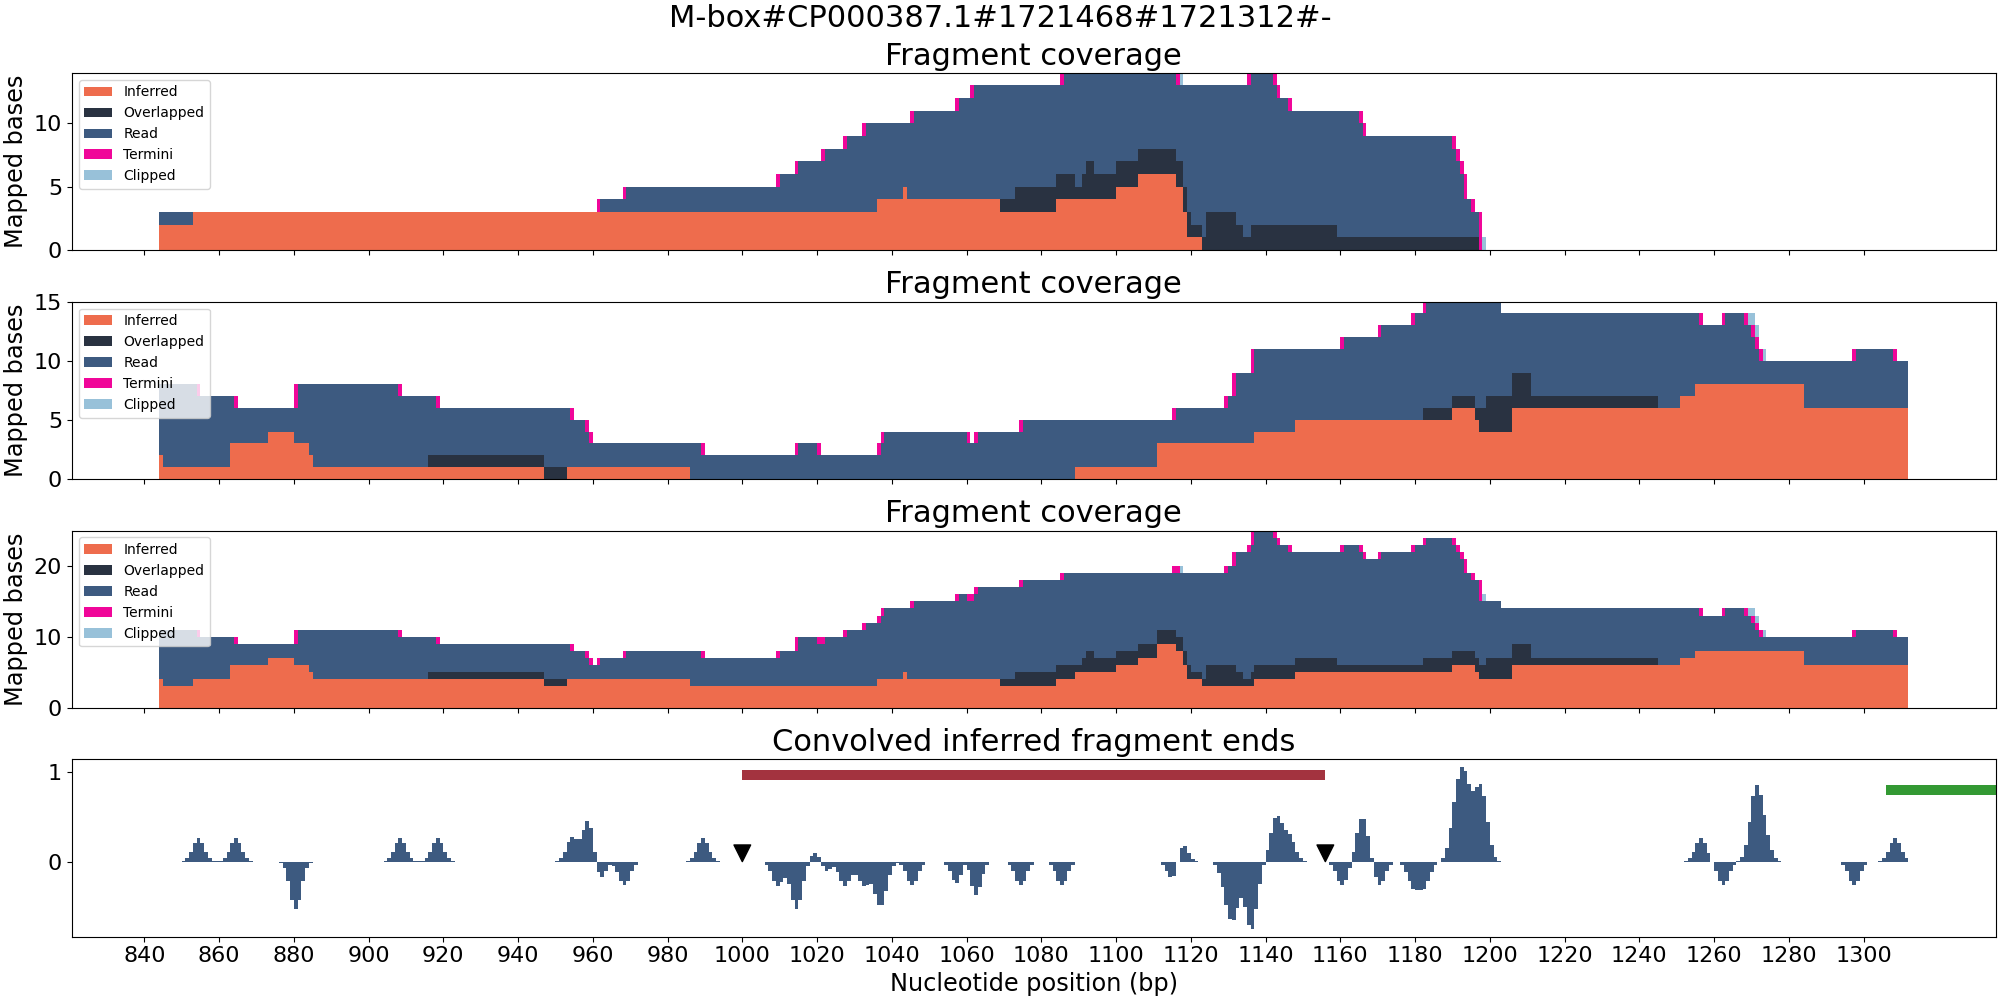 M-box#CP000387.1#1721468#1721312#-
Fragment coverage
Mapped bases
10
5
0
Inferred
Overlapped
Read
Termini
Clipped
Fragment coverage
Mapped bases
15
10
5
0
Inferred
Overlapped
Read
Termini
Clipped
Fragment coverage
Mapped bases
20
10
0
Inferred
Overlapped
Read
Termini
Clipped
Convolved inferred fragment ends
1
0
840 860 880 900 920 940 960 980 1000 1020 1040 1060 1080 1100 1120 1140 1160 1180 1200 1220 1240 1260 1280 1300
Nucleotide position (bp)